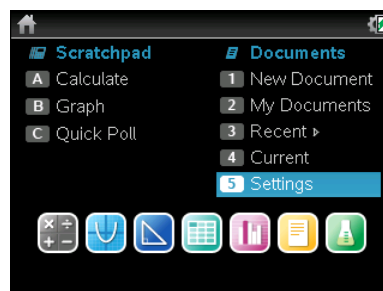 Scratchpad
A Calculate
B Graph
C Quick Poll
Documents
1 New Document
2 My Documents
3 Recent ▸
4 Current
5 Settings